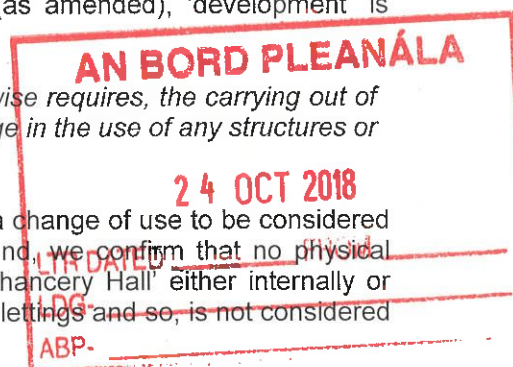 (as amended), 'development' is
AN BORD PLEANÁLA
wise requires, the carrying out of
ge in the use of any structures or
24 OCT 2018
a change of use to be considered
nd, we confirm that no physical
LTR DATED
hancery Hall' either internally or
LDG-
lettings and so, is not considered
ABP-